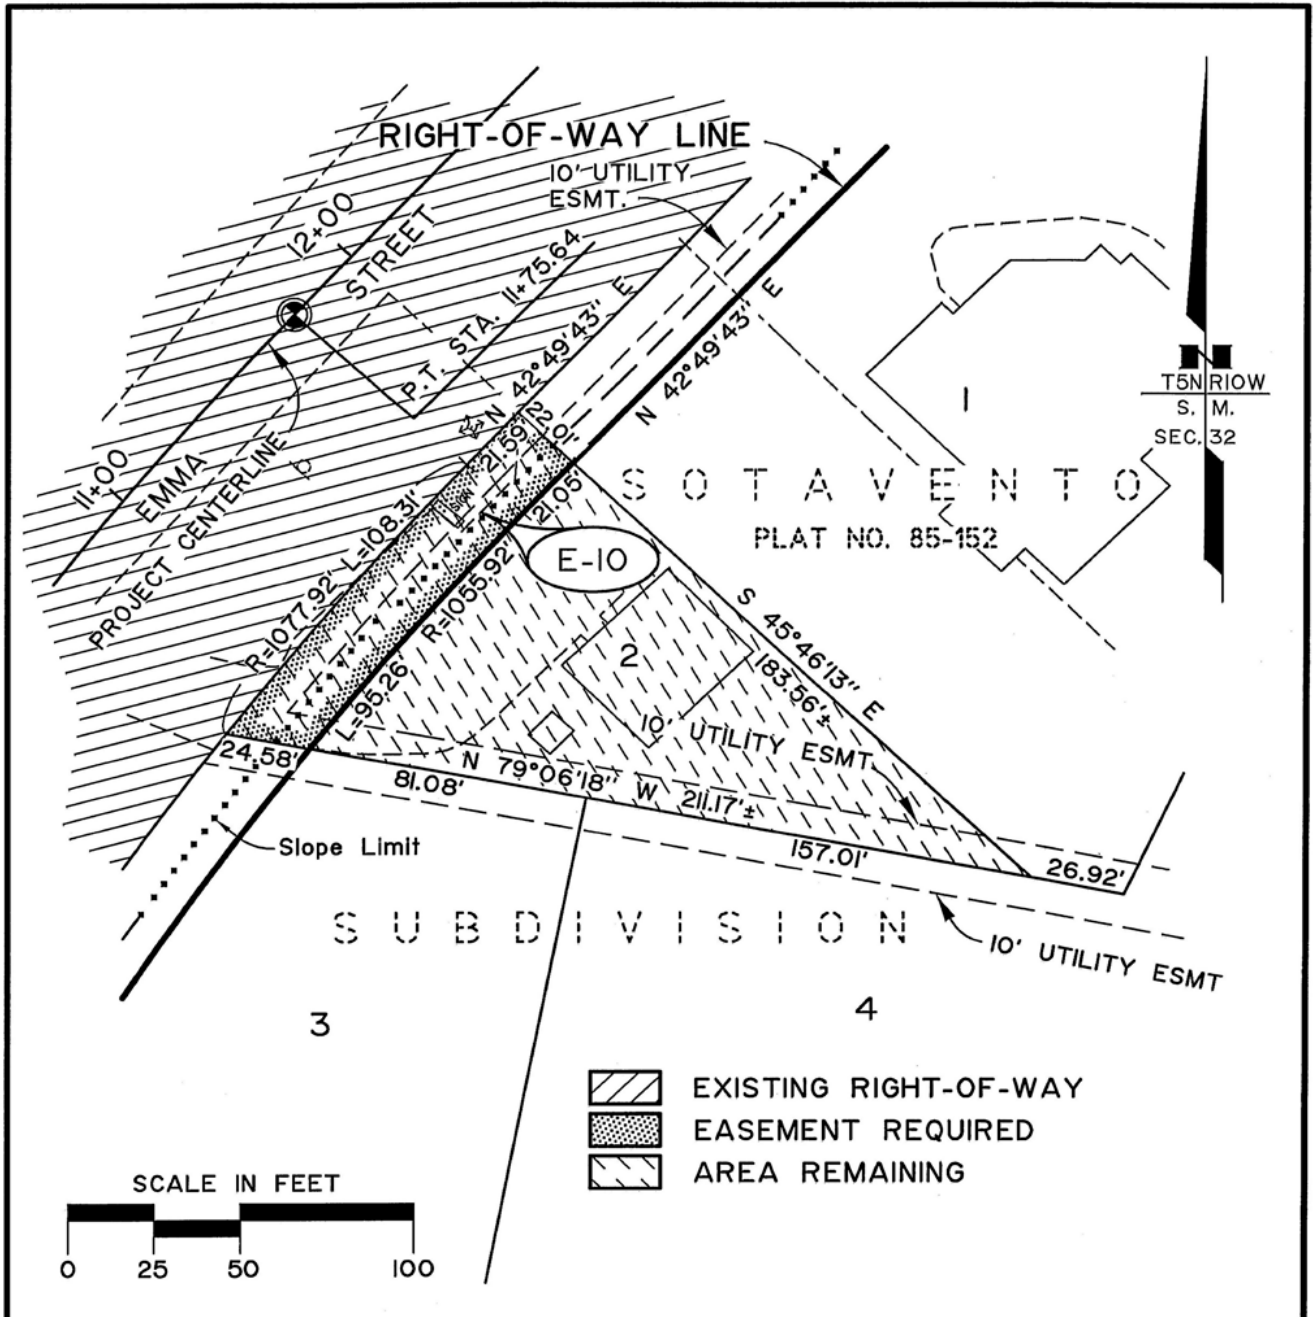 RIGHT-OF-WAY LINE
10' UTILITY
ESMT.
12+00
STREET
P.T. STA. 11+75.64
N 42°49'43" E
N 42°49'43" E
T5N R10W
S. M.
SEC. 32
1
22.01'
21.59'
11+00
EMMA
PROJECT CENTERLINE
SIGN
SOTAVENTO
PLAT NO. 85-152
21.05'
E-10
R=1077.92' L=108.31'
R=1055.92'
L=95.26'
S 45°46'13" E
183.56'±
2
10' UTILITY ESMT.
24.58'
N 79°06'18" W 211.17'±
81.08'
157.01'
26.92'
Slope Limit
SUBDIVISION
10' UTILITY ESMT
3
4
EXISTING RIGHT-OF-WAY
EASEMENT REQUIRED
AREA REMAINING
SCALE IN FEET
0 25 50 100